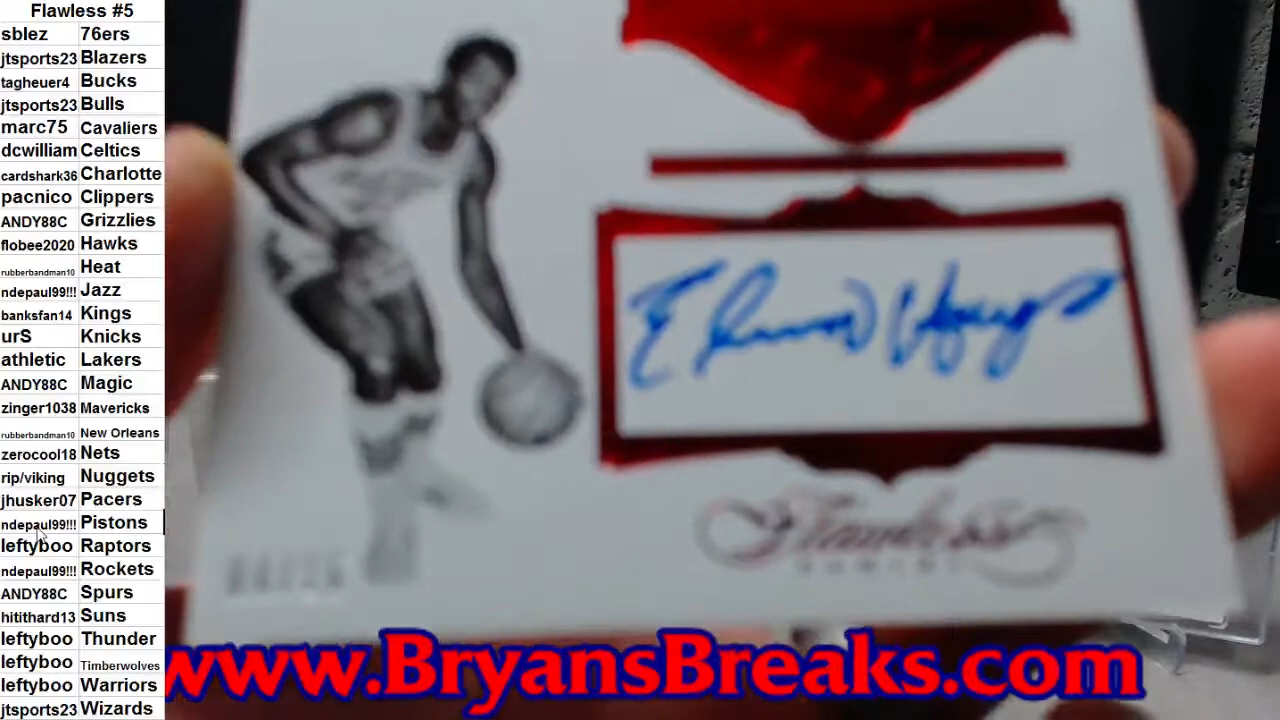 Flawless #5
sblez 76ers
jtsports23 Blazers
tagheuer4 Bucks
jtsports23 Bulls
marc75 Cavaliers
dcwilliam Celtics
cardshark36 Charlotte
pacnico Clippers
ANDY88C Grizzlies
flobee2020 Hawks
rubberbandman10 Heat
ndepaul99!!! Jazz
banksfan14 Kings
urS Knicks
athletic Lakers
ANDY88C Magic
zinger1038 Mavericks
rubberbandman10 New Orleans
zerocool18 Nets
rip/viking Nuggets
jhusker07 Pacers
ndepaul99!!! Pistons
leftyboo Raptors
ndepaul99!!! Rockets
ANDY88C Spurs
hitithard13 Suns
leftyboo Thunder
leftyboo Timberwolves
leftyboo Warriors
jtsports23 Wizards
Flawless
PANINI
www.BryansBreaks.com